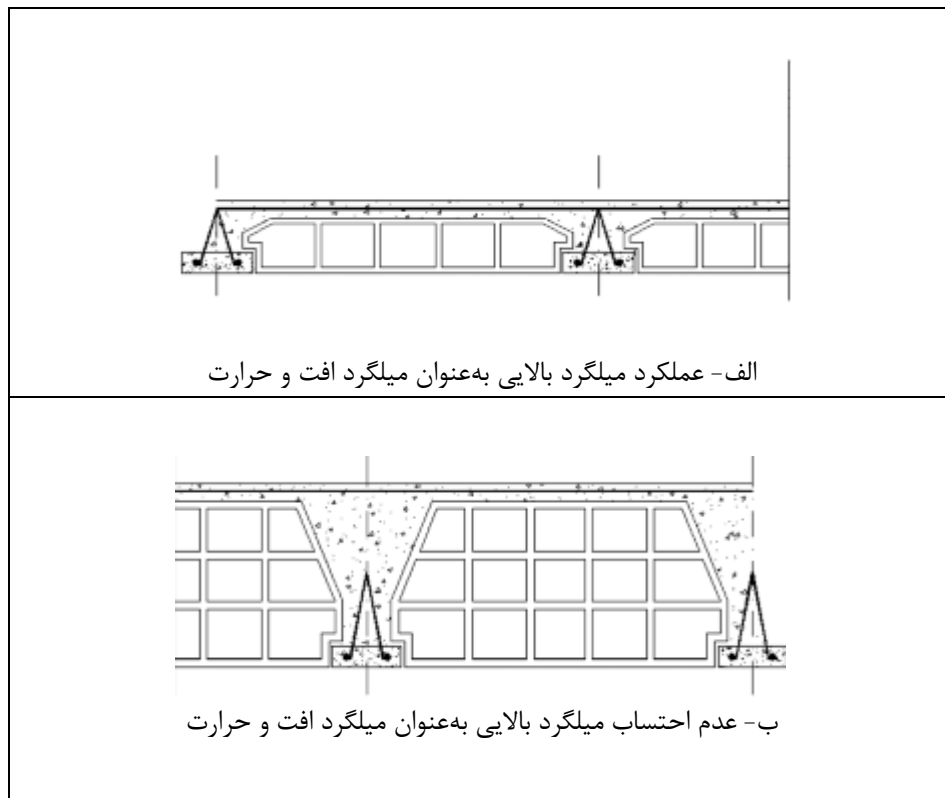 الف- عملکرد میلگرد بالایی به‌عنوان میلگرد افت و حرارت
ب- عدم احتساب میلگرد بالایی به‌عنوان میلگرد افت و حرارت